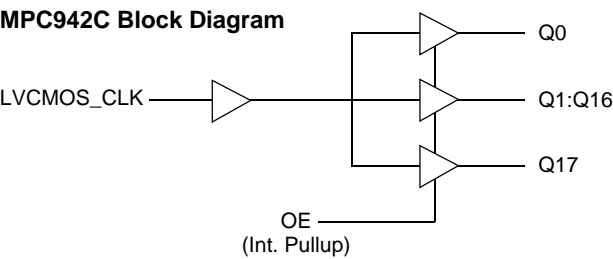 MPC942C Block Diagram
Q0
LVCMOS_CLK
Q1:Q16
Q17
OE
(Int. Pullup)